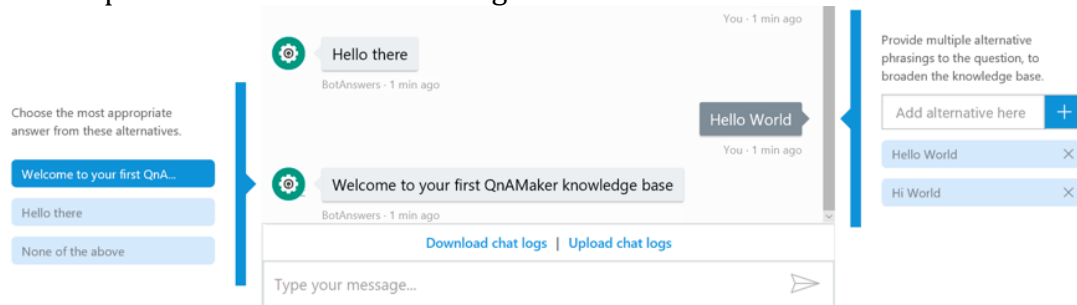 You - 1 min ago
Hello there
BotAnswers - 1 min ago
Hello World
You - 1 min ago
Welcome to your first QnAMaker knowledge base
BotAnswers - 1 min ago
Download chat logs | Upload chat logs
Type your message...
Choose the most appropriate
answer from these alternatives.
Welcome to your first QnA...
Hello there
None of the above
Provide multiple alternative
phrasings to the question, to
broaden the knowledge base.
Add alternative here
Hello World
Hi World